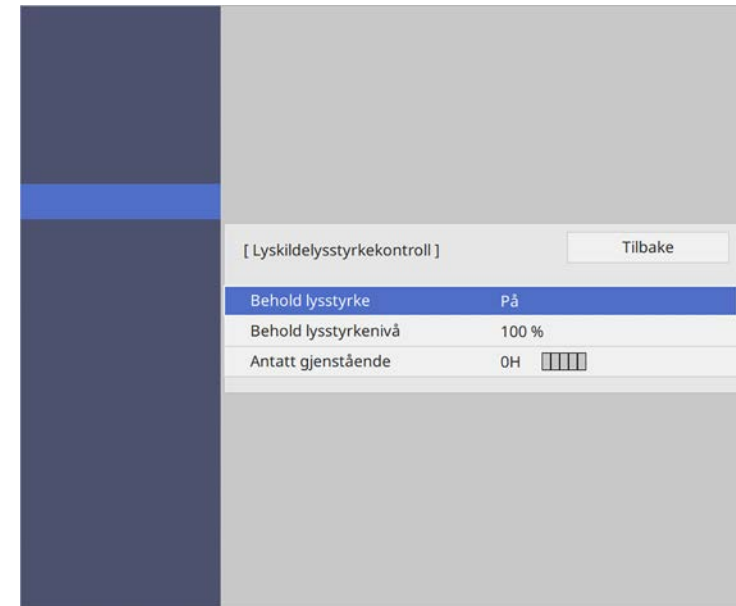 [ Lyskildelysstyrkekontroll ] Tilbake
Behold lysstyrke På
Behold lysstyrkenivå 100 %
Antatt gjenstående 0H